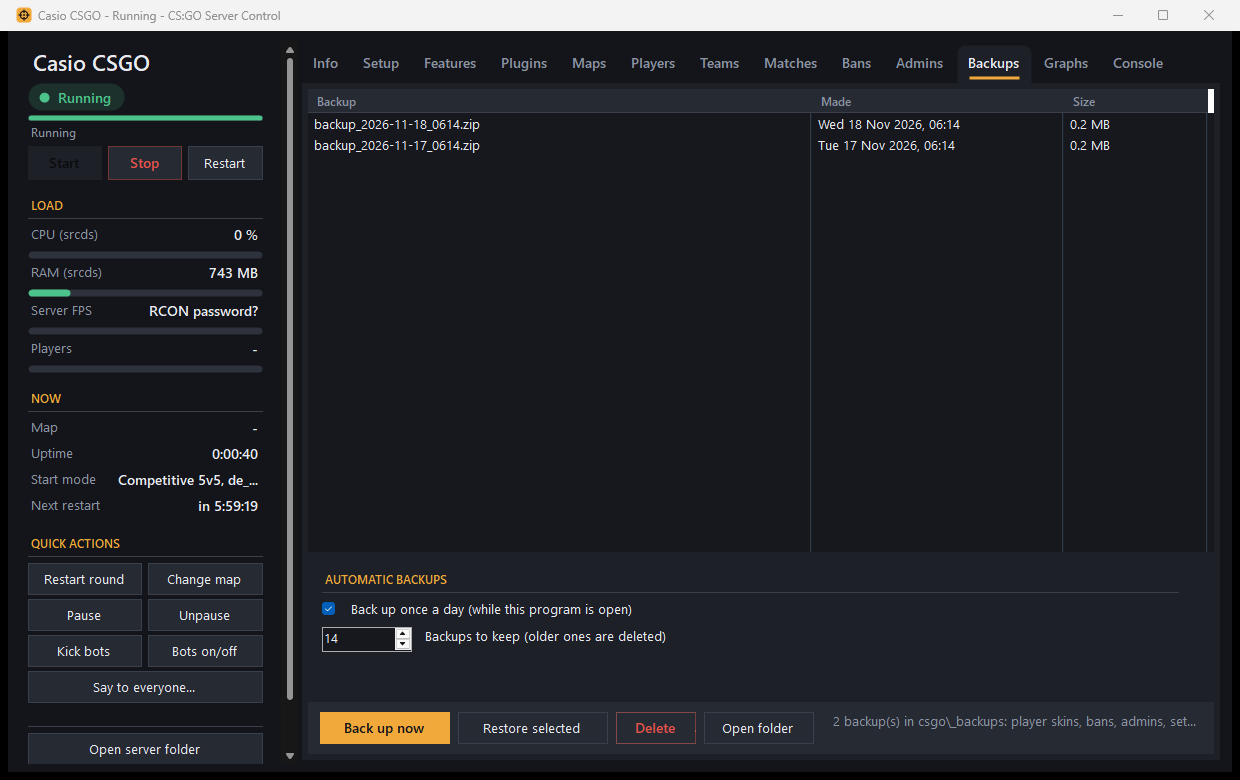 Casio CSGO - Running - CS:GO Server Control
Casio CSGO
Running
Running
Start Stop Restart
LOAD
CPU (srcds) 0 %
RAM (srcds) 743 MB
Server FPS RCON password?
Players -
NOW
Map -
Uptime 0:00:40
Start mode Competitive 5v5, de_...
Next restart in 5:59:19
QUICK ACTIONS
Restart round Change map
Pause Unpause
Kick bots Bots on/off
Say to everyone...
Open server folder
Info Setup Features Plugins Maps Players Teams Matches Bans Admins Backups Graphs Console
Backup Made Size
backup_2026-11-18_0614.zip Wed 18 Nov 2026, 06:14 0.2 MB
backup_2026-11-17_0614.zip Tue 17 Nov 2026, 06:14 0.2 MB
AUTOMATIC BACKUPS
Back up once a day (while this program is open)
14 Backups to keep (older ones are deleted)
Back up now Restore selected Delete Open folder 2 backup(s) in csgo\_backups: player skins, bans, admins, set...